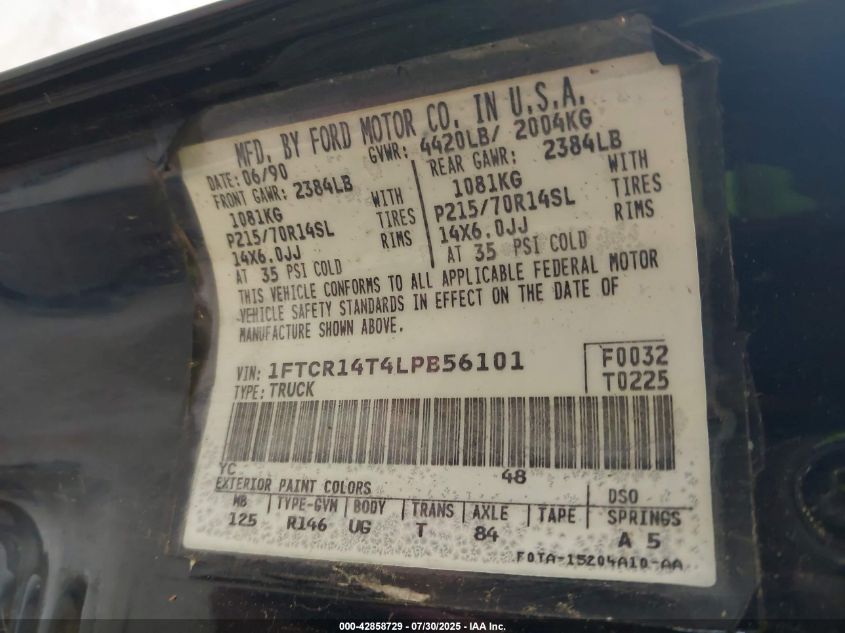 MFD. BY FORD MOTOR CO. IN U.S.A.
DATE: 06/90 GVWR: 4420LB/ 2004KG
FRONT GAWR: 2384LB REAR GAWR: 2384LB
1081KG WITH 1081KG WITH
P215/70R14SL TIRES P215/70R14SL TIRES
14X6.0JJ RIMS 14X6.0JJ RIMS
AT 35 PSI COLD AT 35 PSI COLD
THIS VEHICLE CONFORMS TO ALL APPLICABLE FEDERAL MOTOR
VEHICLE SAFETY STANDARDS IN EFFECT ON THE DATE OF
MANUFACTURE SHOWN ABOVE.
VIN: 1FTCR14T4LPB56101 F0032
TYPE: TRUCK T0225
YC 48
EXTERIOR PAINT COLORS DSO
WB TYPE-GVW BODY TRANS AXLE TAPE SPRINGS
125 R146 UG T 84 A 5
F0TA-15204A10-AA
000-42858729 - 07/30/2025 - IAA Inc.